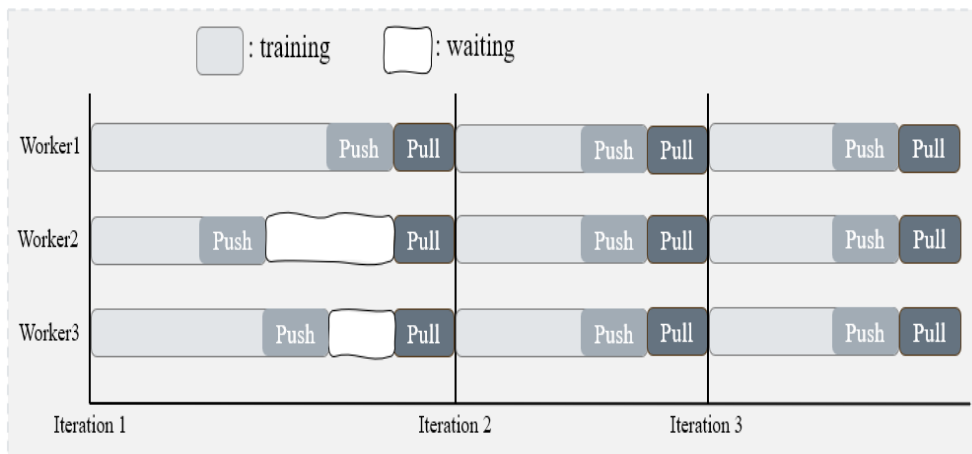 : training : waiting
Worker1 Push Pull Push Pull Push Pull
Worker2 Push Pull Push Pull Push Pull
Worker3 Push Pull Push Pull Push Pull
Iteration 1 Iteration 2 Iteration 3